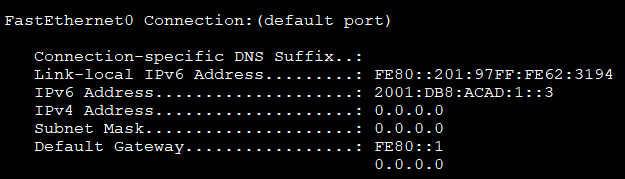 FastEthernet0 Connection:(default port)
Connection-specific DNS Suffix..:
Link-local IPv6 Address.........: FE80::201:97FF:FE62:3194
IPv6 Address....................: 2001:DB8:ACAD:1::3
IPv4 Address....................: 0.0.0.0
Subnet Mask.....................: 0.0.0.0
Default Gateway.................: FE80::1
0.0.0.0